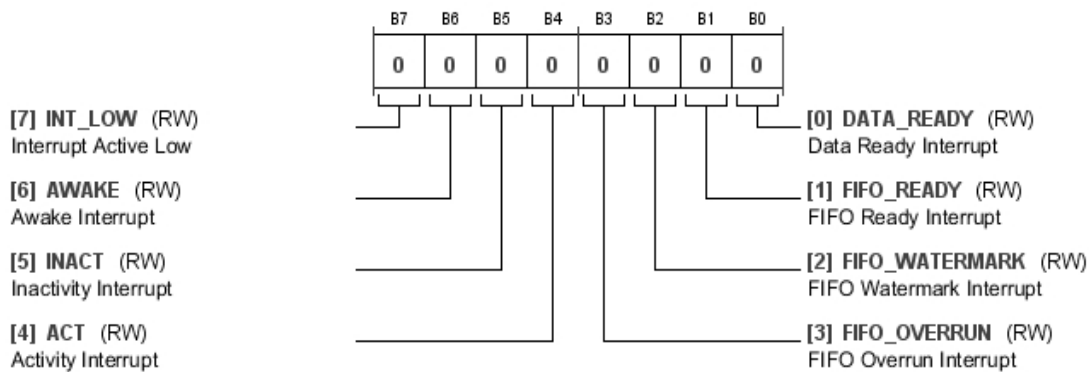 B7 B6 B5 B4 B3 B2 B1 B0
0 0 0 0 0 0 0 0
[7] INT_LOW (RW)
Interrupt Active Low
[6] AWAKE (RW)
Awake Interrupt
[5] INACT (RW)
Inactivity Interrupt
[4] ACT (RW)
Activity Interrupt
[0] DATA_READY (RW)
Data Ready Interrupt
[1] FIFO_READY (RW)
FIFO Ready Interrupt
[2] FIFO_WATERMARK (RW)
FIFO Watermark Interrupt
[3] FIFO_OVERRUN (RW)
FIFO Overrun Interrupt